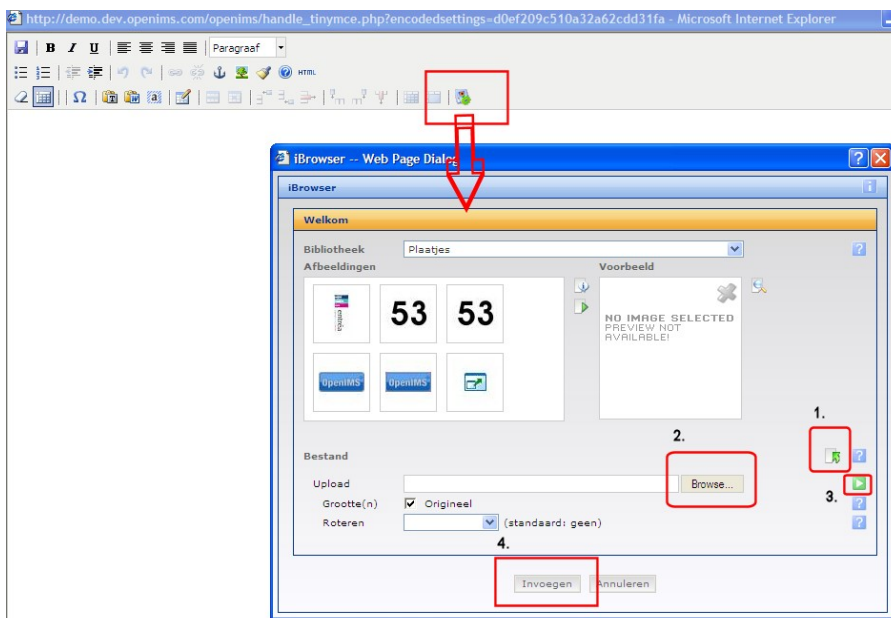 http://demo.dev.openims.com/openims/handle_tinymce.php?encodedsettings=d0ef209c510a32a62cdd31fa - Microsoft Internet Explorer
B I U Paragraaf
HTML
Ω
iBrowser -- Web Page Dialog
iBrowser
Welkom
Bibliotheek Plaatjes
Afbeeldingen Voorbeeld
entréa 53 53
NO IMAGE SELECTED
PREVIEW NOT
AVAILABLE!
OpenIMS OpenIMS
1.
2.
Bestand
Upload Browse...
3.
Grootte(n) Origineel
Roteren (standaard: geen)
4.
Invoegen Annuleren